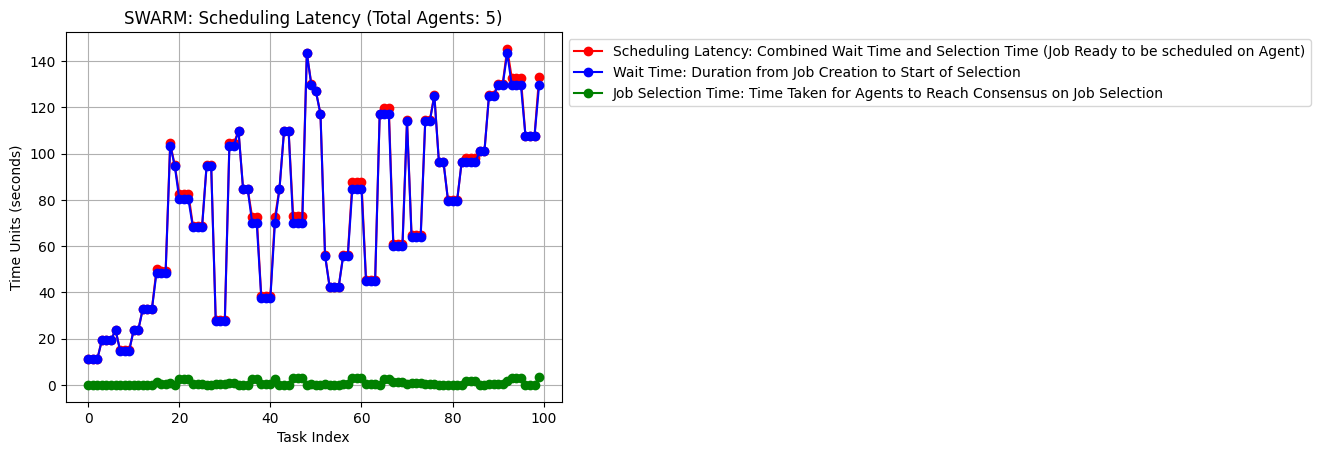 SWARM: Scheduling Latency (Total Agents: 5)
Scheduling Latency: Combined Wait Time and Selection Time (Job Ready to be scheduled on Agent)
Wait Time: Duration from Job Creation to Start of Selection
Job Selection Time: Time Taken for Agents to Reach Consensus on Job Selection
Time Units (seconds)
140
120
100
80
60
40
20
0
0 20 40 60 80 100
Task Index